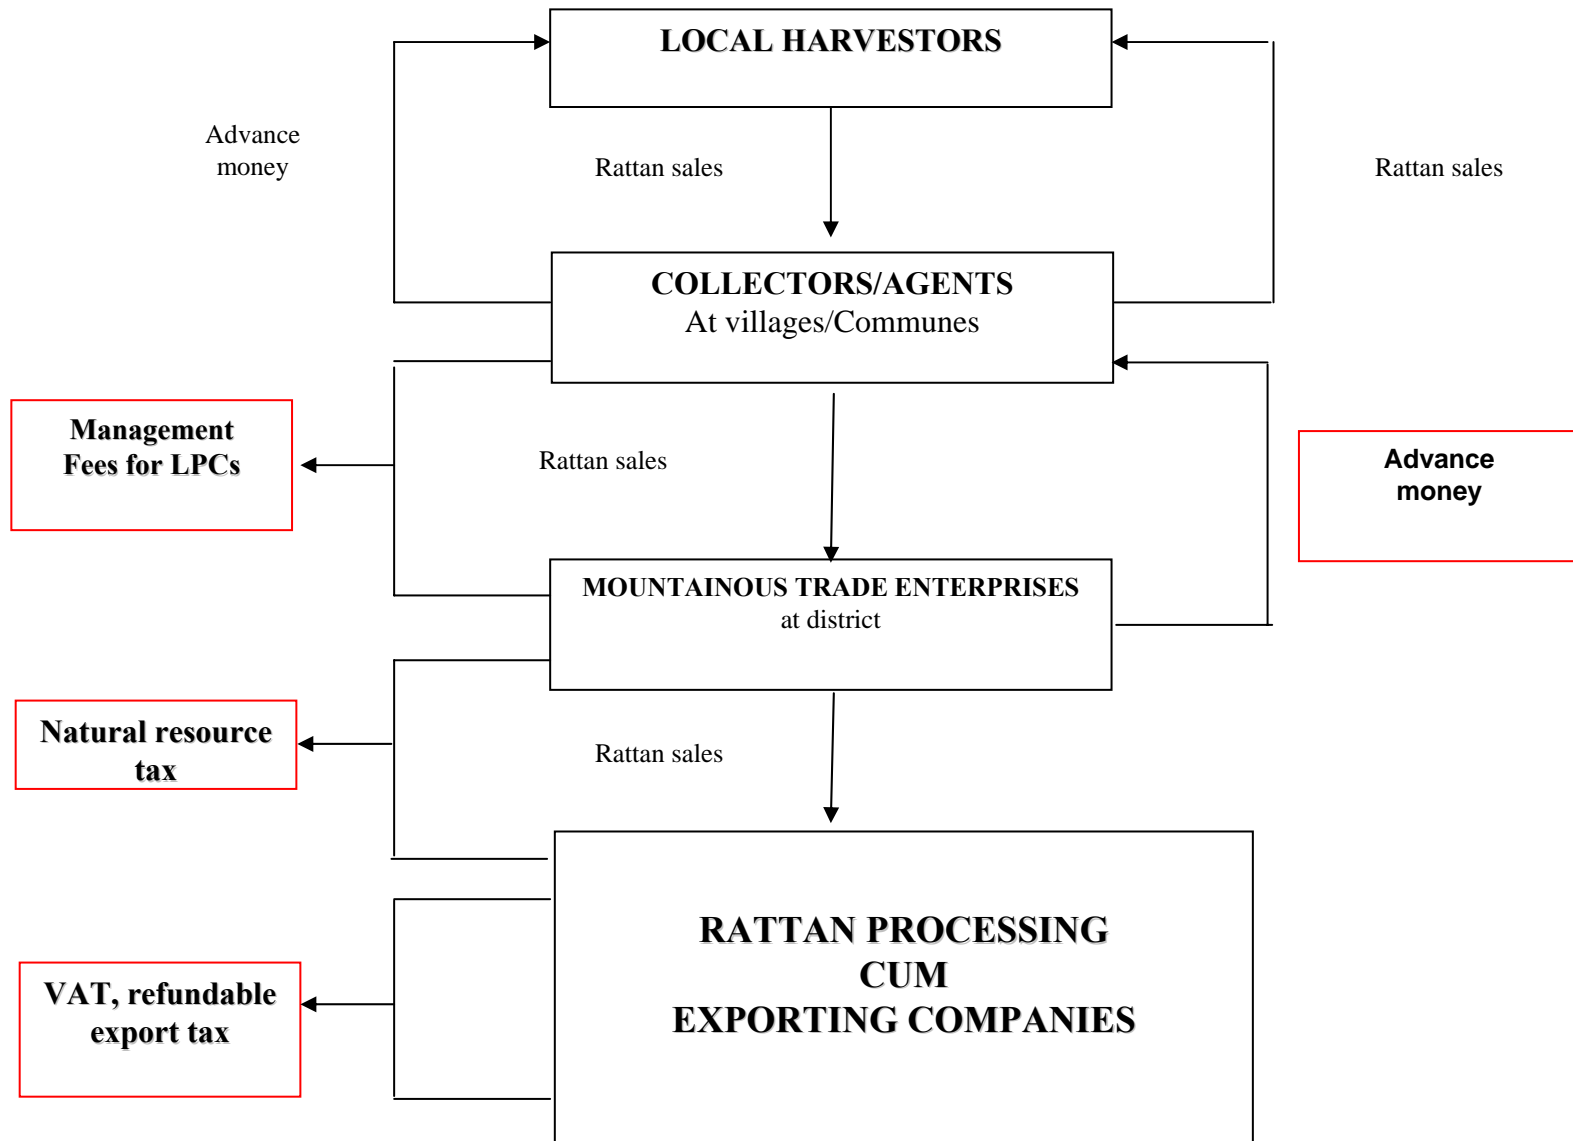 LOCAL HARVESTORS
Advance
money
Rattan sales
Rattan sales
COLLECTORS/AGENTS
At villages/Communes
Management
Fees for LPCs
Rattan sales
Advance
money
MOUNTAINOUS TRADE ENTERPRISES
at district
Natural resource
tax
Rattan sales
RATTAN PROCESSING
CUM
EXPORTING COMPANIES
VAT, refundable
export tax